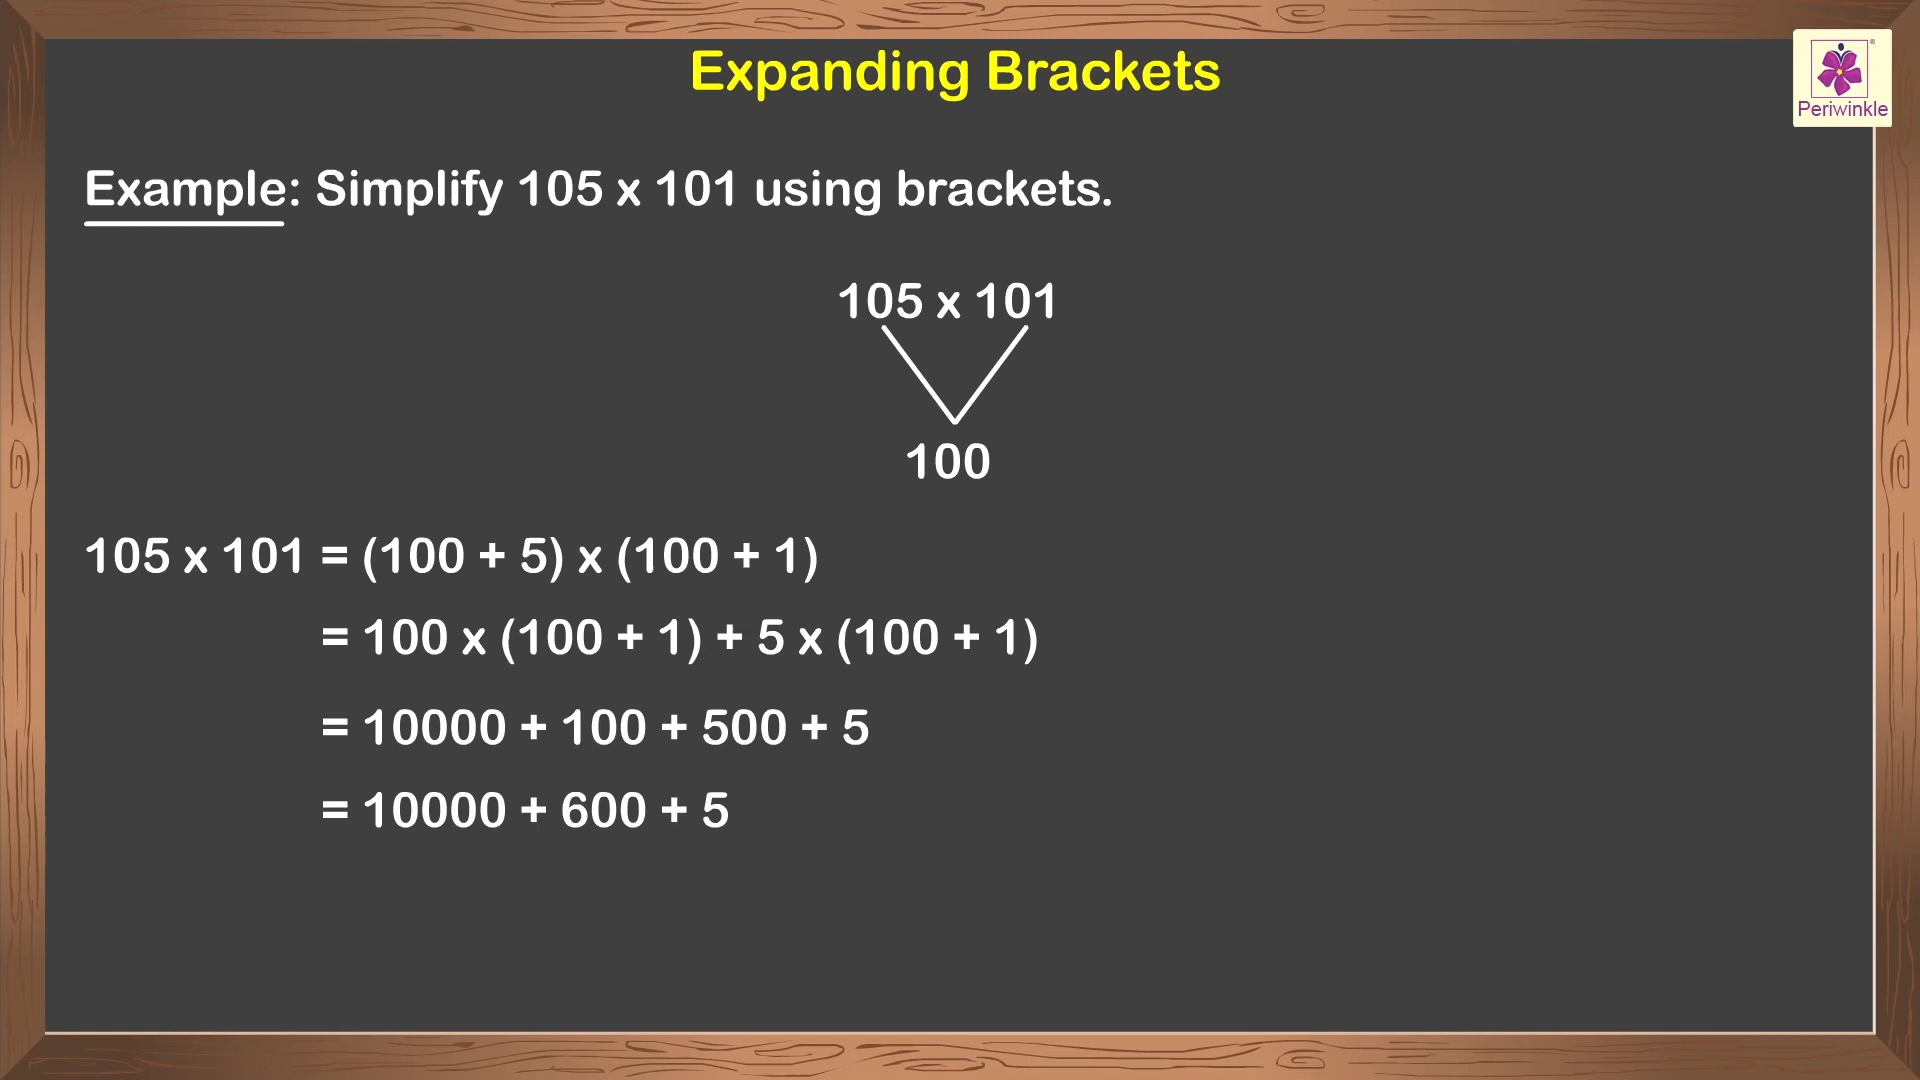 Expanding Brackets
Periwinkle
Example: Simplify 105 x 101 using brackets.
105 x 101
100
105 x 101 = (100 + 5) x (100 + 1)
= 100 x (100 + 1) + 5 x (100 + 1)
= 10000 + 100 + 500 + 5
= 10000 + 600 + 5